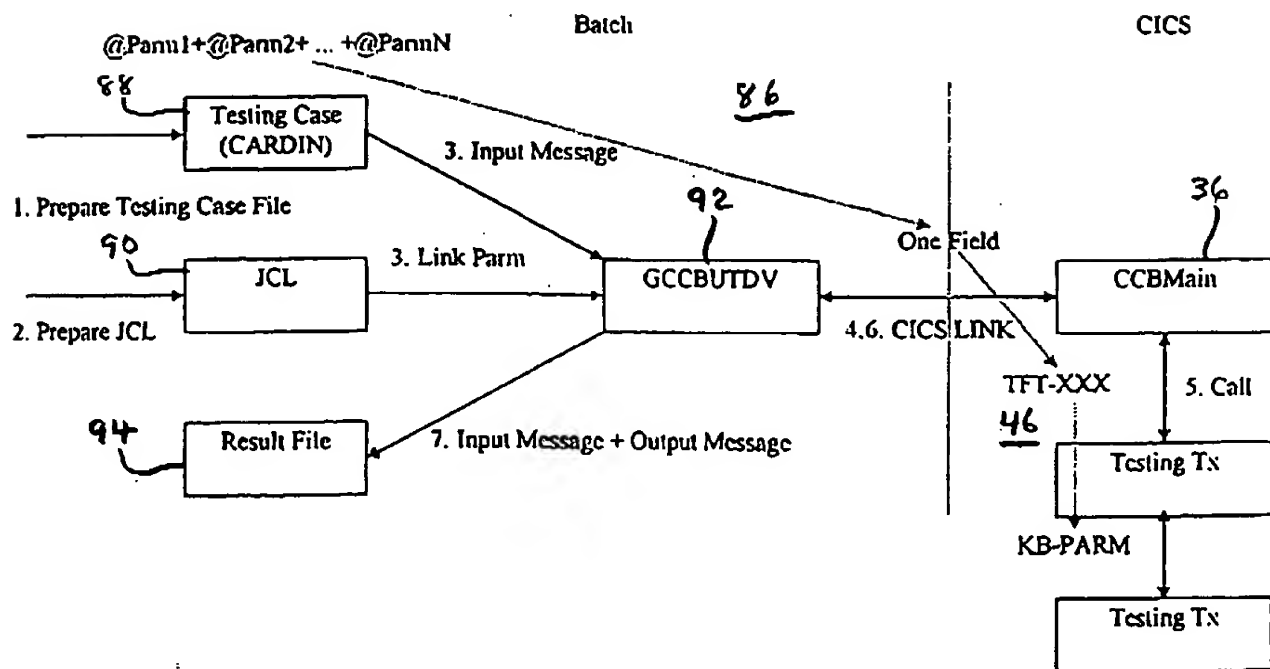 Batch
CICS
@Parm1+@Parm2+ ... +@ParmN
88
86
Testing Case
(CARDIN)
3. Input Message
1. Prepare Testing Case File
92
36
90
One Field
3. Link Parm
JCL
GCCBUTDV
CCBMain
2. Prepare JCL
4.6. CICS LINK
TFT-XXX
5. Call
94
46
Result File
7. Input Message + Output Message
Testing Tx
KB-PARM
Testing Tx